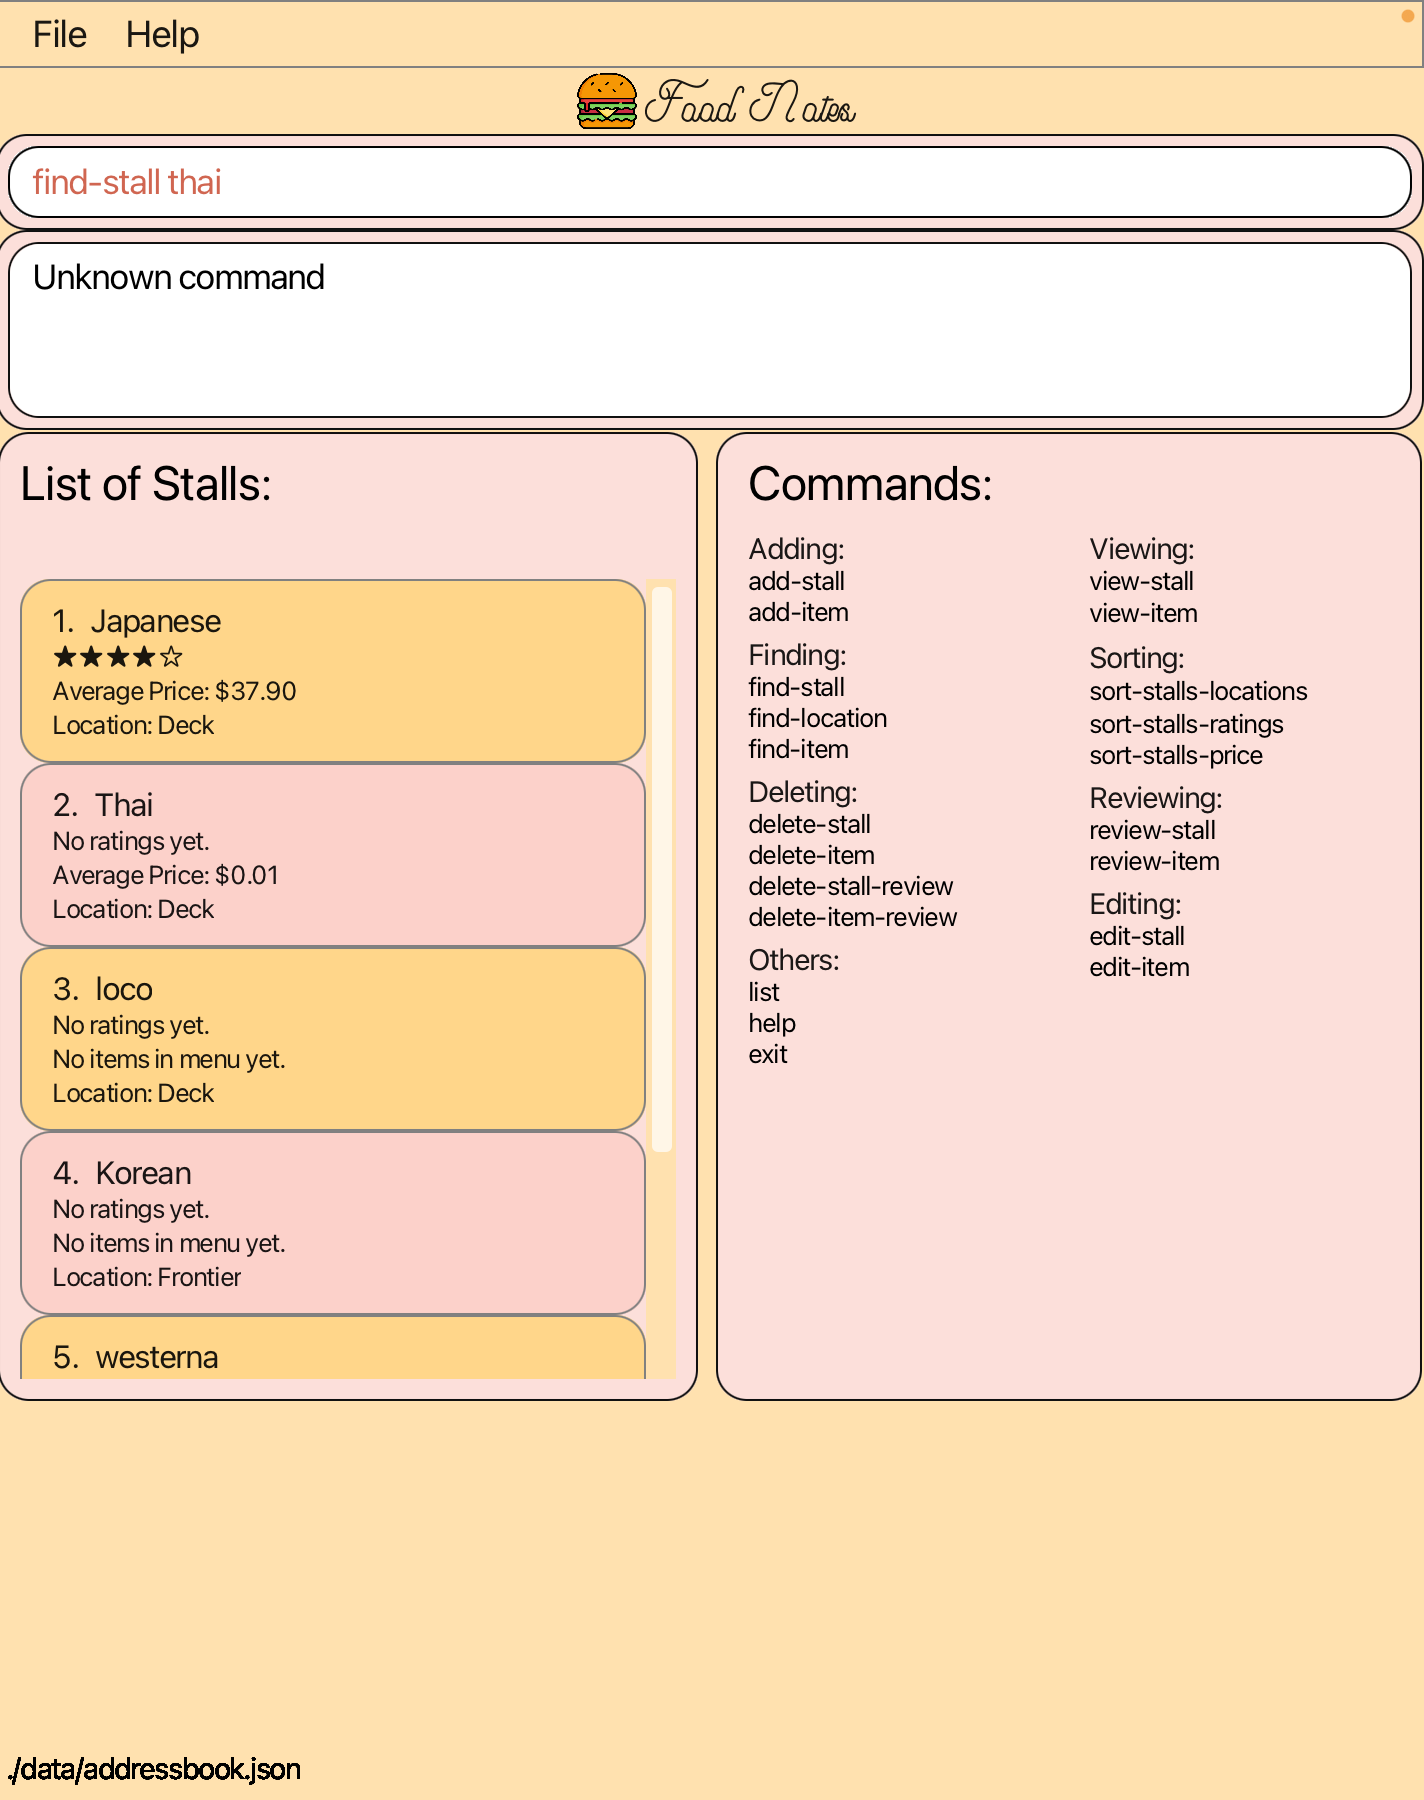 File Help
Food Notes
find-stall thai
Unknown command
List of Stalls:
1. Japanese
★★★★☆
Average Price: $37.90
Location: Deck
2. Thai
No ratings yet.
Average Price: $0.01
Location: Deck
3. loco
No ratings yet.
No items in menu yet.
Location: Deck
4. Korean
No ratings yet.
No items in menu yet.
Location: Frontier
5. westerna
Commands:
Adding:
add-stall
add-item
Finding:
find-stall
find-location
find-item
Deleting:
delete-stall
delete-item
delete-stall-review
delete-item-review
Others:
list
help
exit
Viewing:
view-stall
view-item
Sorting:
sort-stalls-locations
sort-stalls-ratings
sort-stalls-price
Reviewing:
review-stall
review-item
Editing:
edit-stall
edit-item
./data/addressbook.json